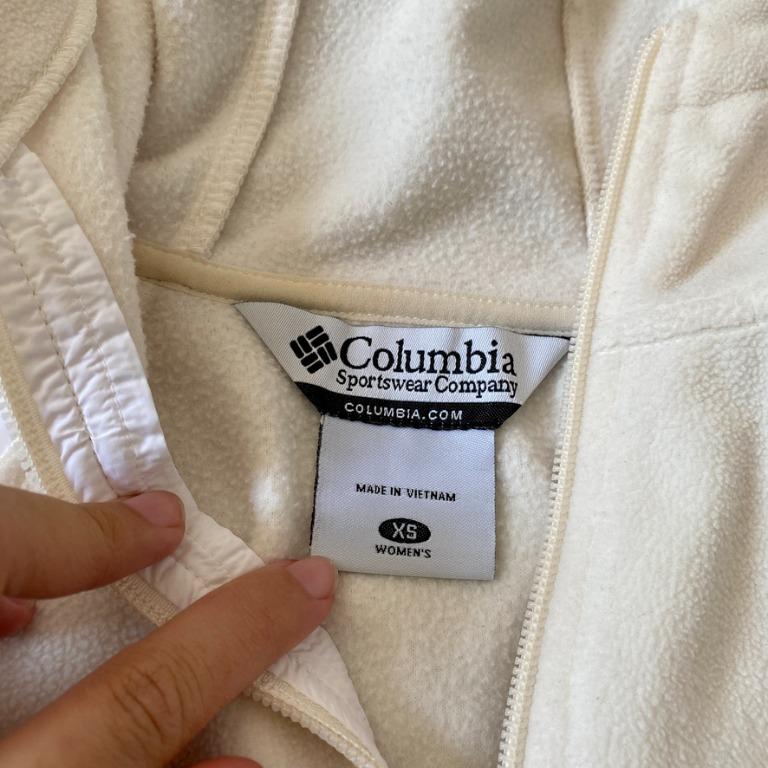 Columbia
Sportswear Company
COLUMBIA.COM
MADE IN VIETNAM
XS
WOMEN'S